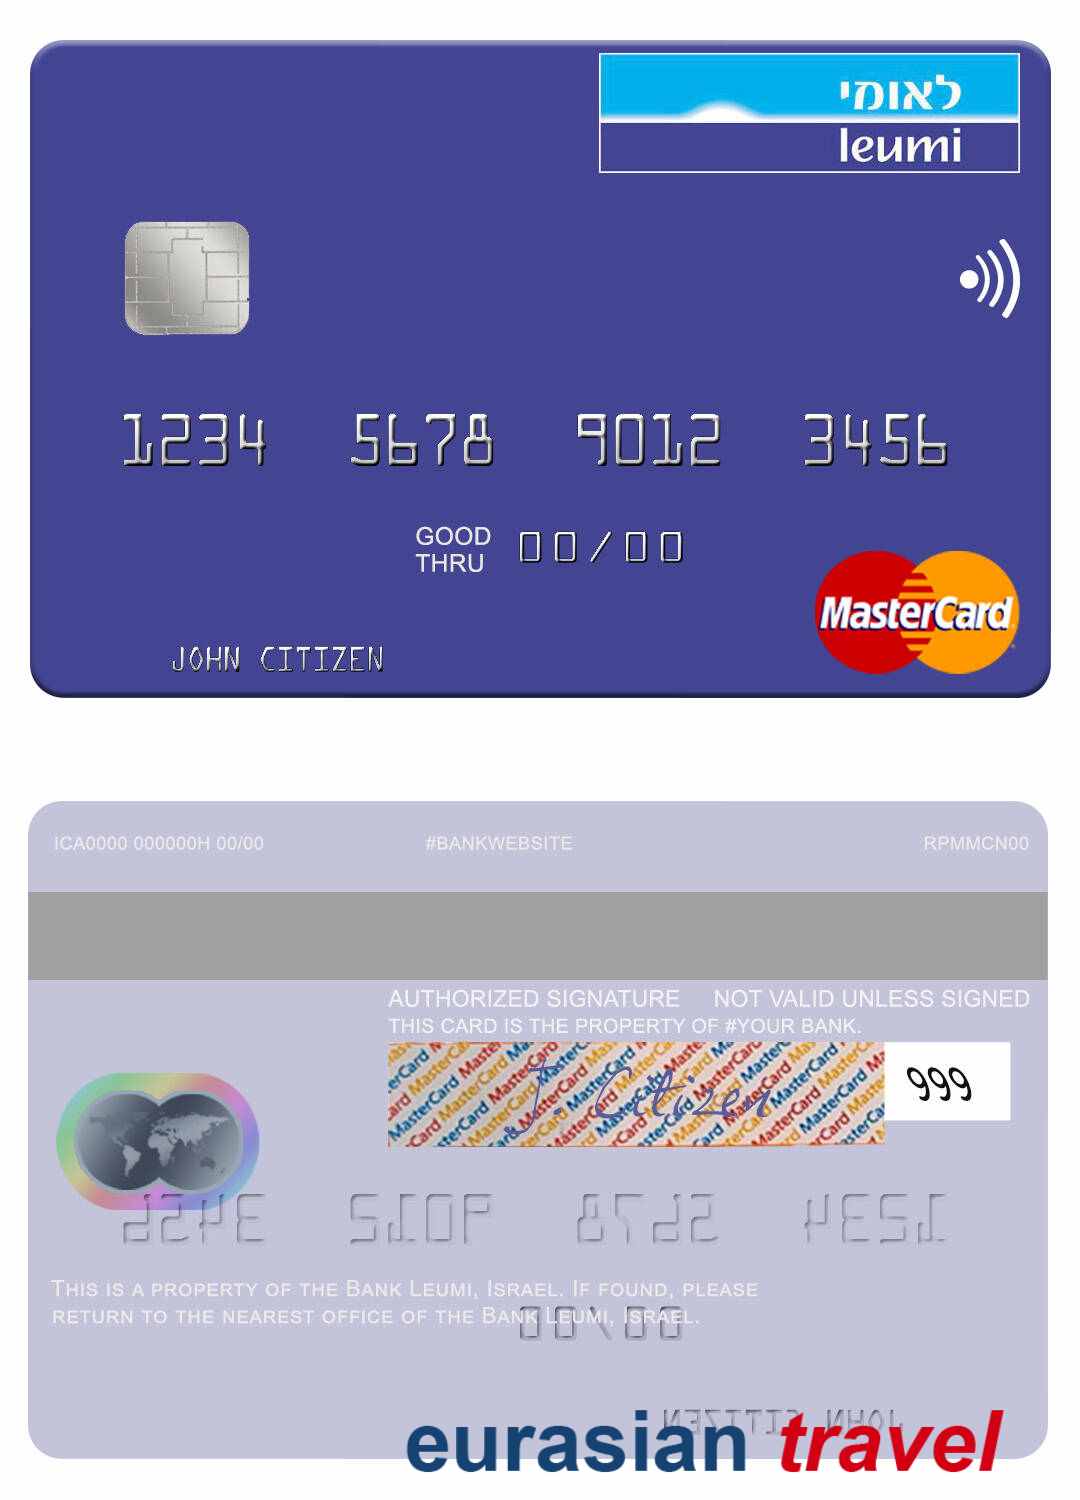 לאומי
leumi
1234 5678 9012 3456
GOOD THRU 00/00
MasterCard
JOHN CITIZEN
ICA0000 000000H 00/00 #BANKWEBSITE RPMMCN00
AUTHORIZED SIGNATURE NOT VALID UNLESS SIGNED
THIS CARD IS THE PROPERTY OF #YOUR BANK.
J. Citizen 999
THIS IS A PROPERTY OF THE BANK LEUMI, ISRAEL. IF FOUND, PLEASE
RETURN TO THE NEAREST OFFICE OF THE BANK LEUMI, ISRAEL.
eurasian travel